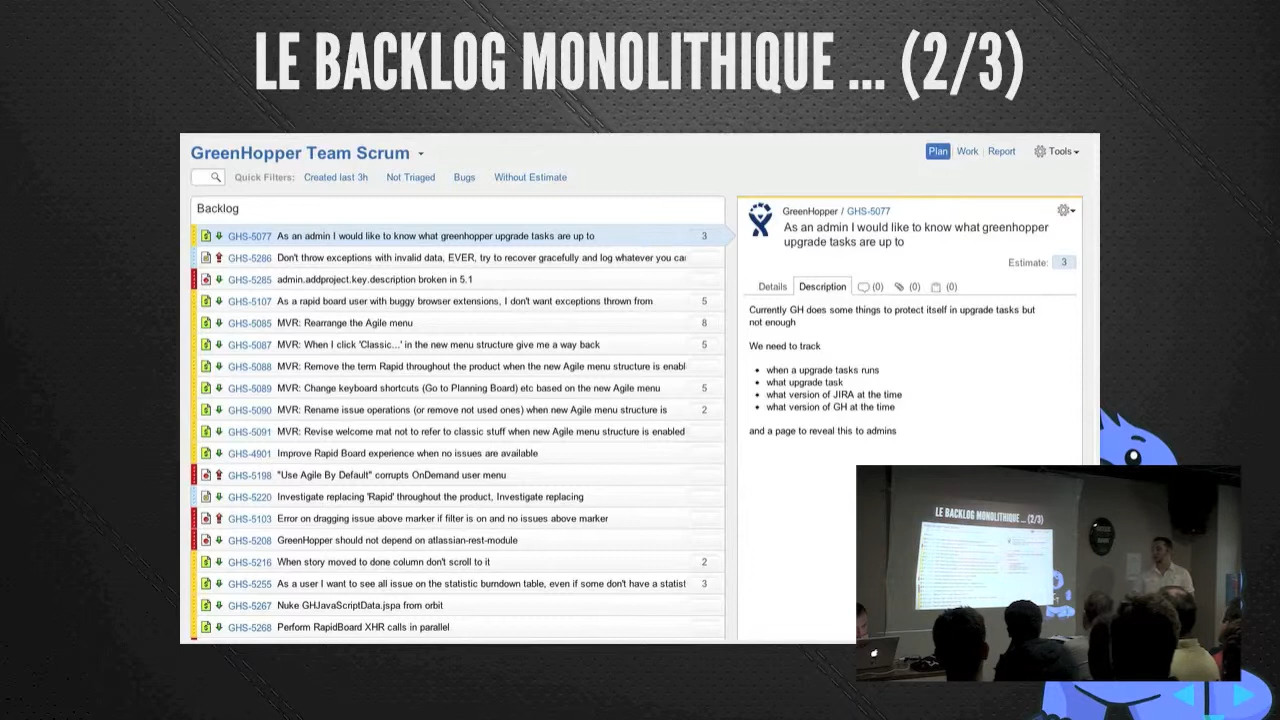 LE BACKLOG MONOLITHIQUE ... (2/3)
GreenHopper Team Scrum
Plan Work Report Tools
Quick Filters: Created last 3h Not Triaged Bugs Without Estimate
Backlog
GHS-5077 As an admin I would like to know what greenhopper upgrade tasks are up to 3
GHS-5286 Don't throw exceptions with invalid data, EVER, try to recover gracefully and log whatever you ca
GHS-5285 admin.addproject.key.description broken in 5.1
GHS-5107 As a rapid board user with buggy browser extensions, I don't want exceptions thrown from 5
GHS-5085 MVR: Rearrange the Agile menu 8
GHS-5087 MVR: When I click 'Classic...' in the new menu structure give me a way back 5
GHS-5088 MVR: Remove the term Rapid throughout the product when the new Agile menu structure is enabl
GHS-5089 MVR: Change keyboard shortcuts (Go to Planning Board) etc based on the new Agile menu 5
GHS-5090 MVR: Rename issue operations (or remove not used ones) when new Agile menu structure is 2
GHS-5091 MVR: Revise welcome mat not to refer to classic stuff when new Agile menu structure is enabled
GHS-4901 Improve Rapid Board experience when no issues are available
GHS-5198 "Use Agile By Default" corrupts OnDemand user menu
GHS-5220 Investigate replacing 'Rapid' throughout the product, Investigate replacing
GHS-5103 Error on dragging issue above marker if filter is on and no issues above marker
GHS-5208 GreenHopper should not depend on atlassian-rest-module
GHS-5216 When story moved to done column don't scroll to it 2
GHS-5255 As a user I want to see all issue on the statistic burndown table, even if some don't have a statist 3
GHS-5267 Nuke GHJavaScriptData.jspa from orbit
GHS-5268 Perform RapidBoard XHR calls in parallel
GreenHopper / GHS-5077
As an admin I would like to know what greenhopper
upgrade tasks are up to
Estimate: 3
Details Description (0) (0) (0)
Currently GH does some things to protect itself in upgrade tasks but
not enough
We need to track
• when a upgrade tasks runs
• what upgrade task
• what version of JIRA at the time
• what version of GH at the time
and a page to reveal this to admins
LE BACKLOG MONOLITHIQUE ... (2/3)